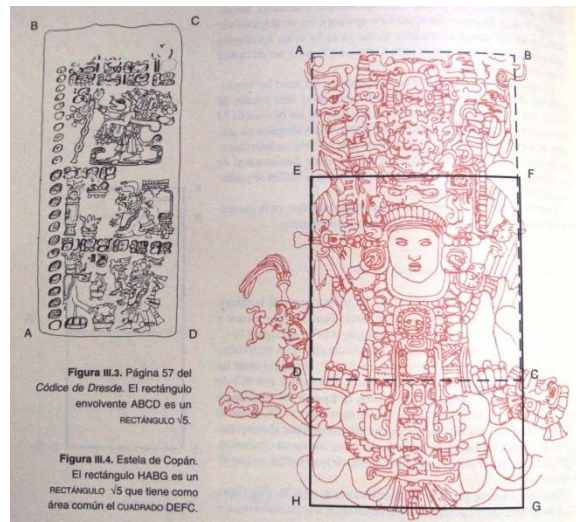 B
C
A
D
Figura III.3. Página 57 del
Códice de Dresde. El rectángulo
envolvente ABCD es un
RECTÁNGULO √5.
Figura III.4. Estela de Copán.
El rectángulo HABG es un
RECTÁNGULO √5 que tiene como
área común el CUADRADO DEFC.
A
B
E
F
D
C
H
G